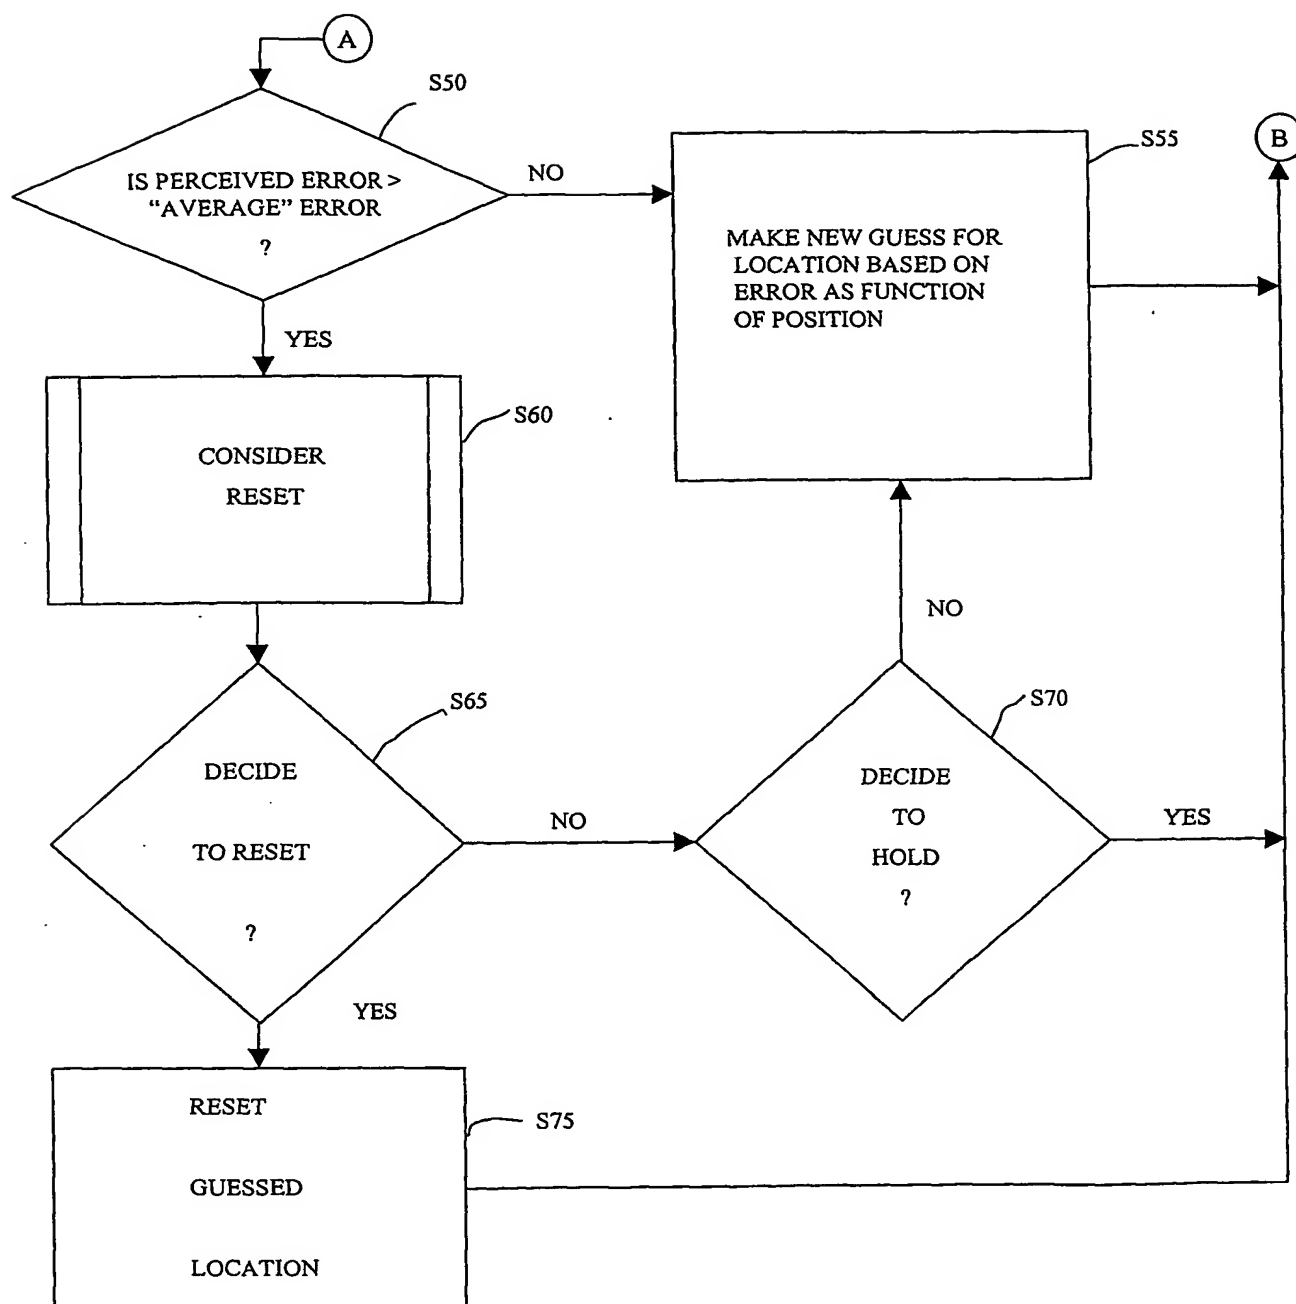 A
S50
IS PERCEIVED ERROR >
“AVERAGE” ERROR
?
NO
S55
B
MAKE NEW GUESS FOR
LOCATION BASED ON
ERROR AS FUNCTION
OF POSITION
YES
S60
CONSIDER
RESET
NO
S65
DECIDE
TO RESET
?
NO
S70
DECIDE
TO
HOLD
?
YES
YES
RESET
GUESSED
LOCATION
S75